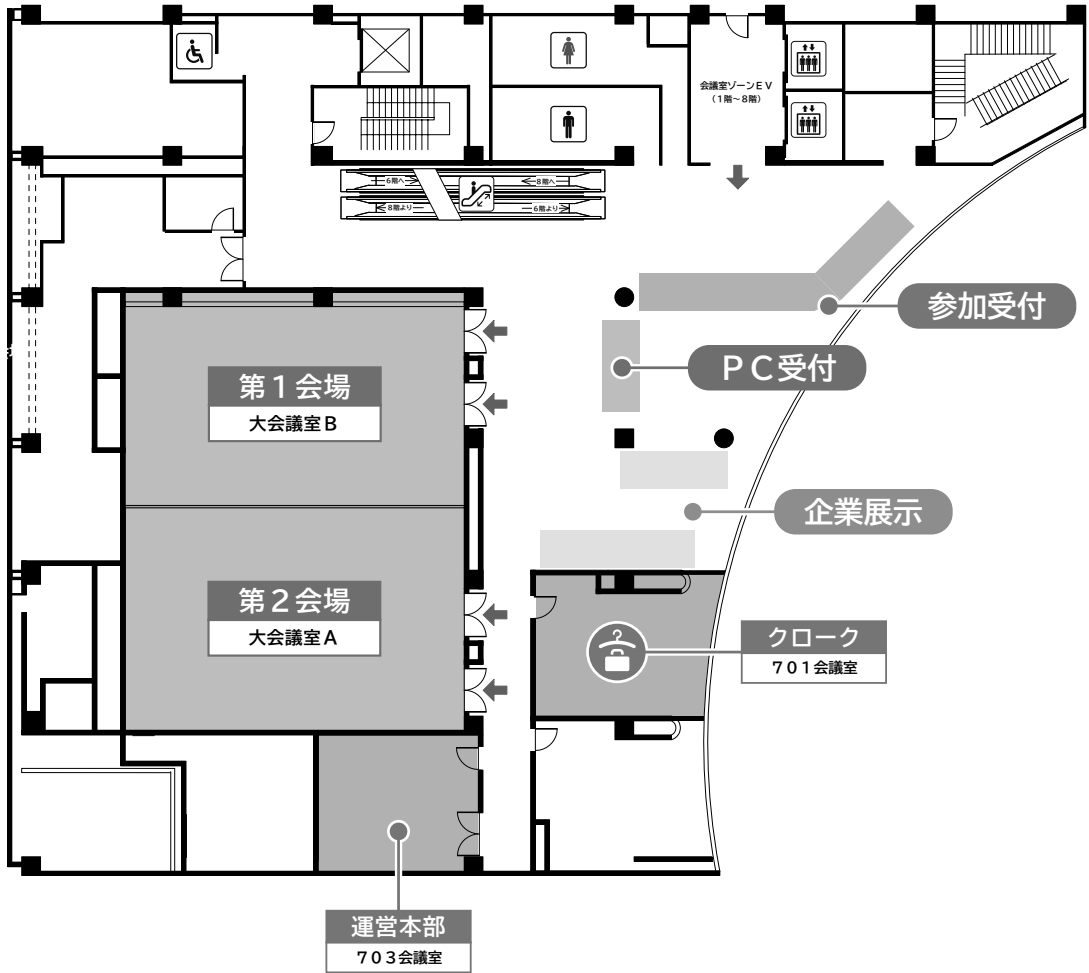 会議室ゾーンＥＶ
（１階～８階）
６階へ
８階へ
８階より
６階より
参加受付
ＰＣ受付
第１会場
大会議室Ｂ
企業展示
第２会場
大会議室Ａ
クローク
７０１会議室
運営本部
７０３会議室